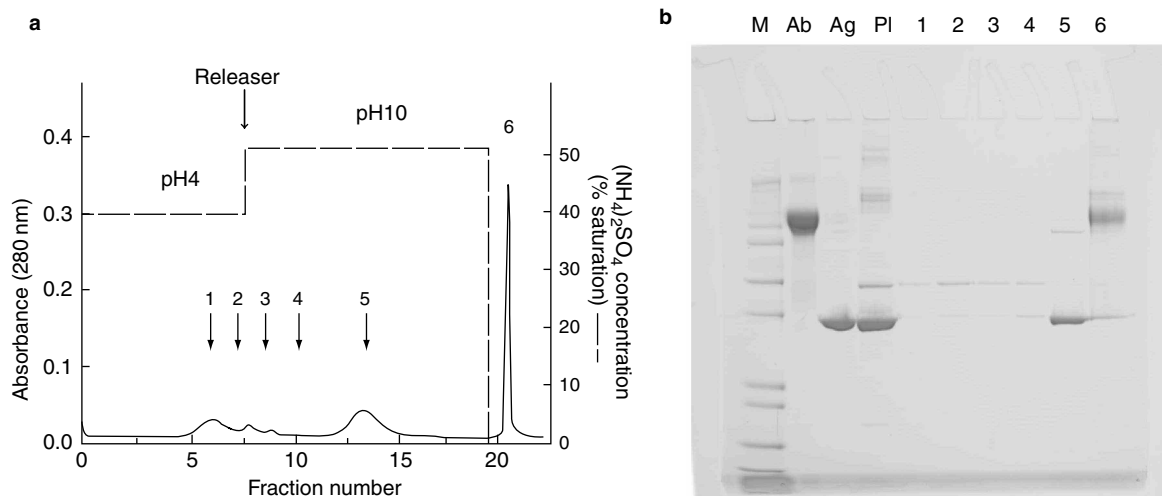 a
Releaser
pH4
pH10
6
1 2 3 4 5
Absorbance (280 nm)
0.4
0.3
0.2
0.1
0.0
0 5 10 15 20
Fraction number
50
40
30
20
10
0
(NH₄)₂SO₄ concentration
(% saturation)
b
M Ab Ag Pl 1 2 3 4 5 6